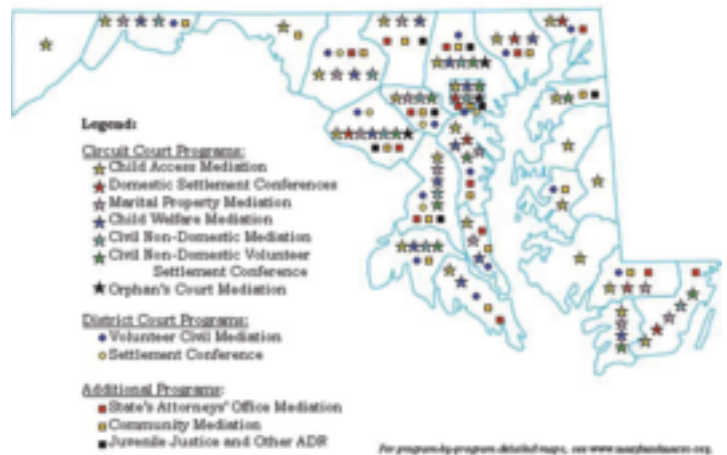 Legend:
Circuit Court Programs:
Child Access Mediation
Domestic Settlement Conferences
Marital Property Mediation
Child Welfare Mediation
Civil Non-Domestic Mediation
Civil Non-Domestic Volunteer
Settlement Conference
Orphan's Court Mediation
District Court Programs:
Volunteer Civil Mediation
Settlement Conference
Additional Programs:
State's Attorneys' Office Mediation
Community Mediation
Juvenile Justice and Other ADR
For program-by-program detailed maps, see www.marylandmacro.org.